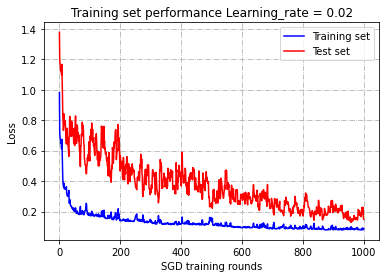 Training set performance Learning_rate = 0.02
Training set
Test set
Loss
1.4
1.2
1.0
0.8
0.6
0.4
0.2
0 200 400 600 800 1000
SGD training rounds